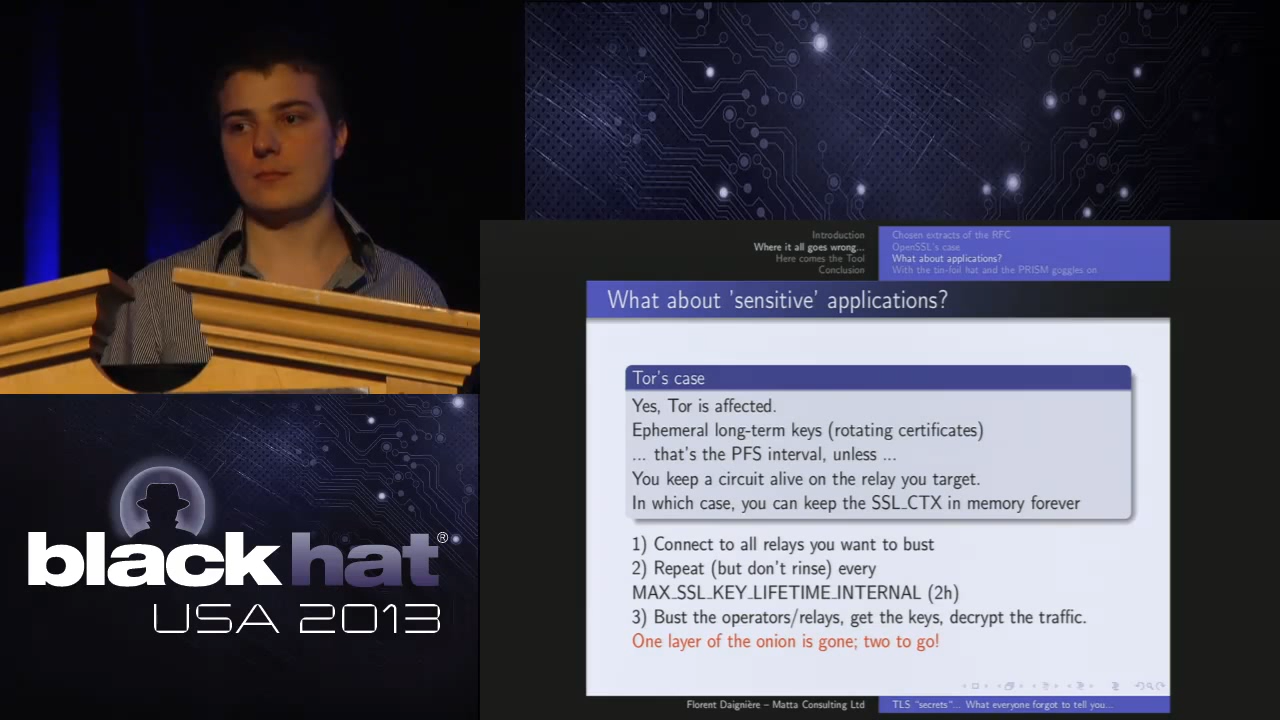 Introduction
Where it all goes wrong...
Here comes the Tool
Conclusion
Chosen extracts of the RFC
OpenSSL's case
What about applications?
With the tin-foil hat and the PRISM goggles on
What about 'sensitive' applications?
Tor's case
Yes, Tor is affected.
Ephemeral long-term keys (rotating certificates)
... that's the PFS interval, unless ...
You keep a circuit alive on the relay you target.
In which case, you can keep the SSL_CTX in memory forever
1) Connect to all relays you want to bust
2) Repeat (but don't rinse) every
MAX_SSL_KEY_LIFETIME_INTERNAL (2h)
3) Bust the operators/relays, get the keys, decrypt the traffic.
One layer of the onion is gone; two to go!
Florent Daignière – Matta Consulting Ltd
TLS "secrets"... What everyone forgot to tell you...
black hat®
USA 2013